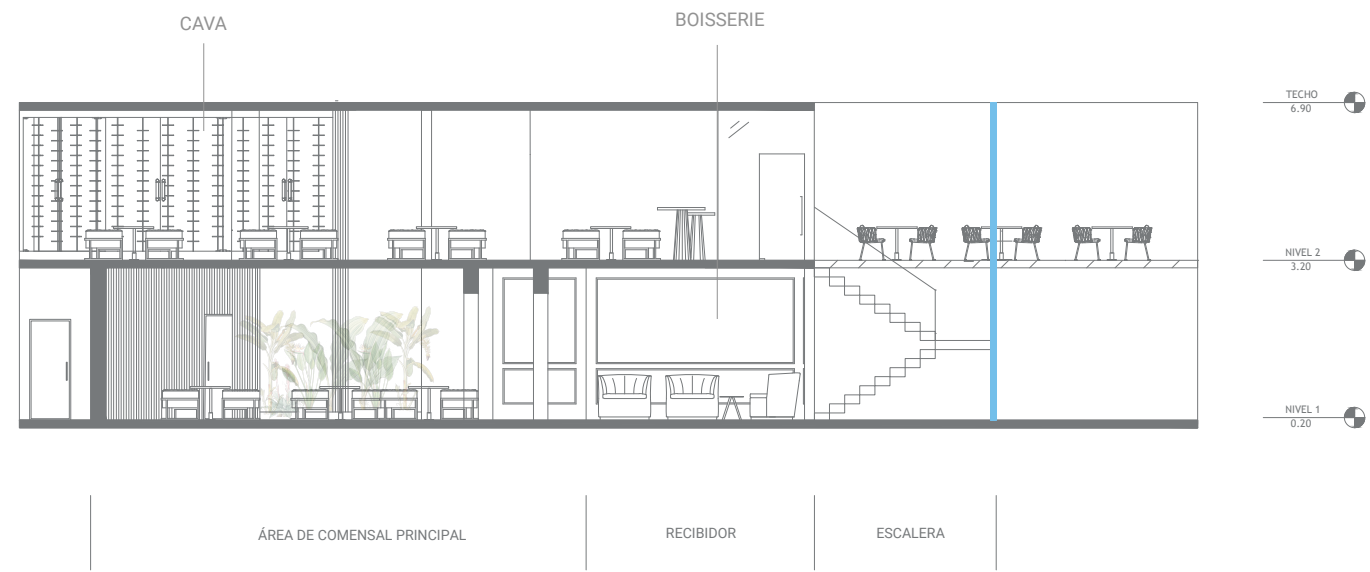 CAVA
BOISSERIE
TECHO
6.90
NIVEL 2
3.20
NIVEL 1
0.20
ÁREA DE COMENSAL PRINCIPAL
RECIBIDOR
ESCALERA